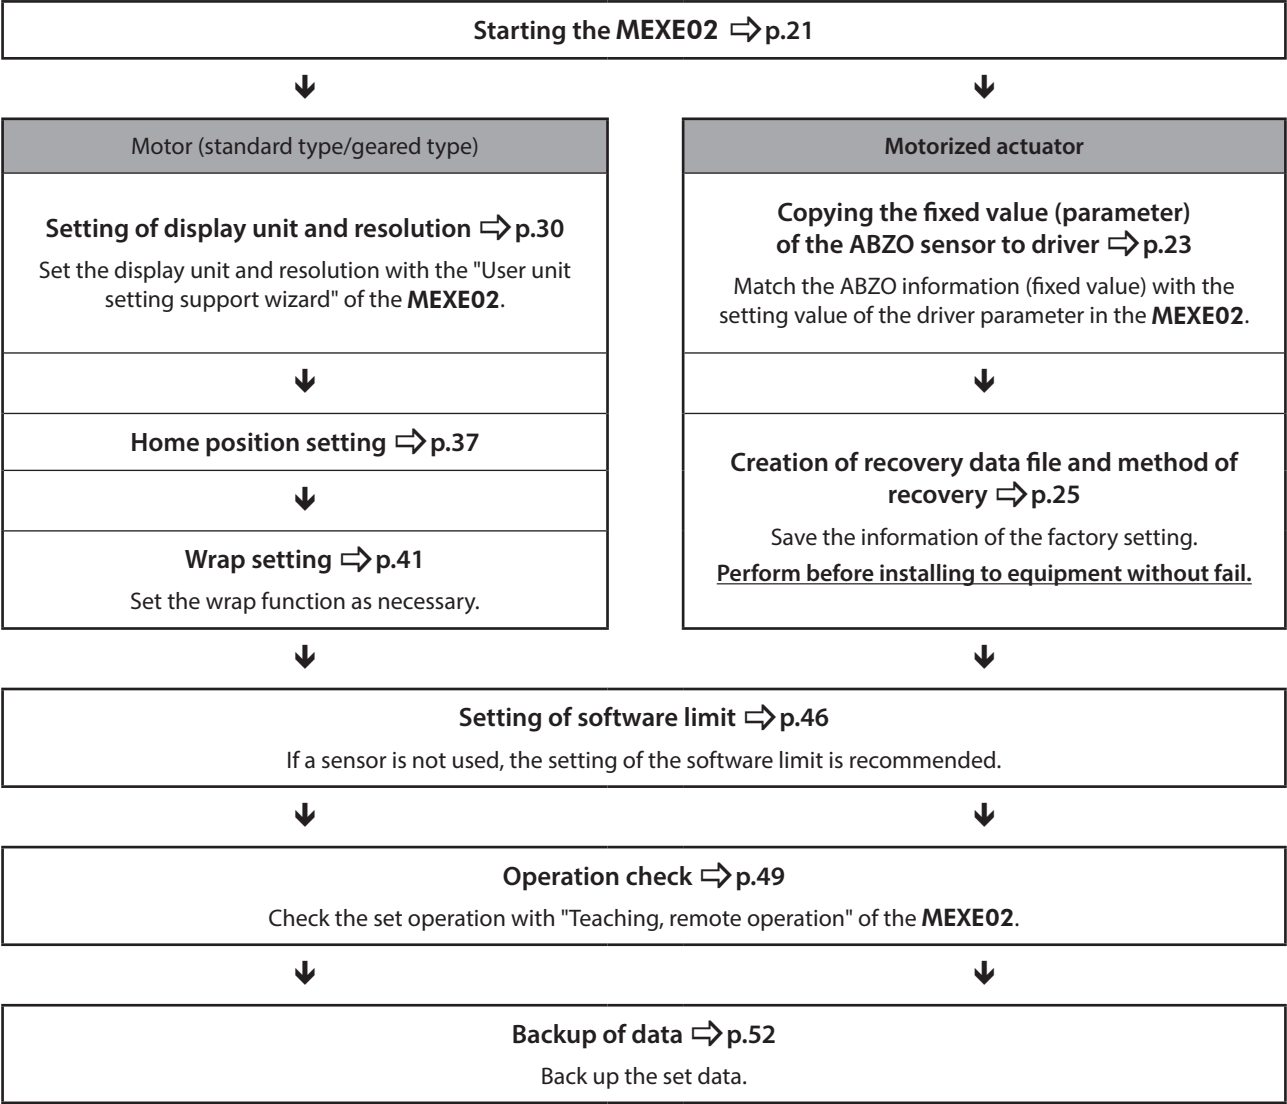 Starting the MEXE02 ⇨p.21
Motor (standard type/geared type)
Setting of display unit and resolution ⇨p.30
Set the display unit and resolution with the "User unit
setting support wizard" of the MEXE02.
Home position setting ⇨p.37
Wrap setting ⇨p.41
Set the wrap function as necessary.
Motorized actuator
Copying the fixed value (parameter)
of the ABZO sensor to driver ⇨p.23
Match the ABZO information (fixed value) with the
setting value of the driver parameter in the MEXE02.
Creation of recovery data file and method of
recovery ⇨p.25
Save the information of the factory setting.
Perform before installing to equipment without fail.
Setting of software limit ⇨p.46
If a sensor is not used, the setting of the software limit is recommended.
Operation check ⇨p.49
Check the set operation with "Teaching, remote operation" of the MEXE02.
Backup of data ⇨p.52
Back up the set data.